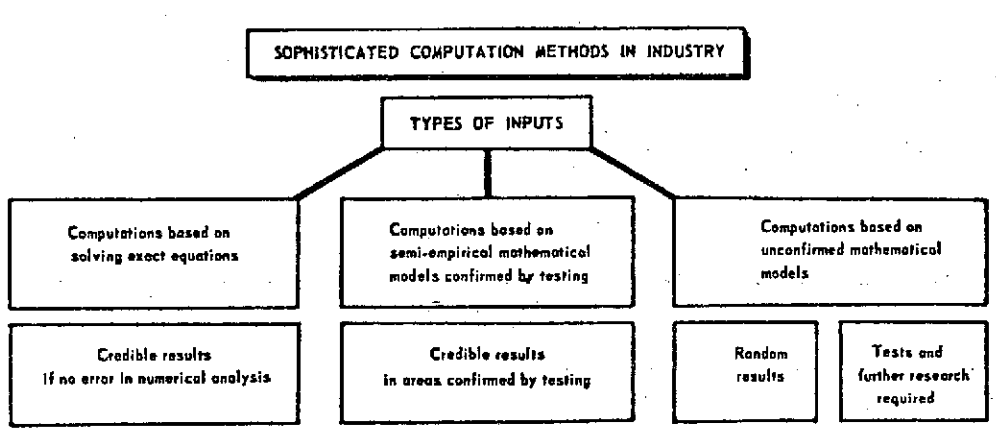 SOPHISTICATED COMPUTATION METHODS IN INDUSTRY
TYPES OF INPUTS
Computations based on
solving exact equations
Computations based on
semi-empirical mathematical
models confirmed by testing
Computations based on
unconfirmed mathematical
models
Credible results
If no error in numerical analysis
Credible results
in areas confirmed by testing
Random
results
Tests and
further research
required